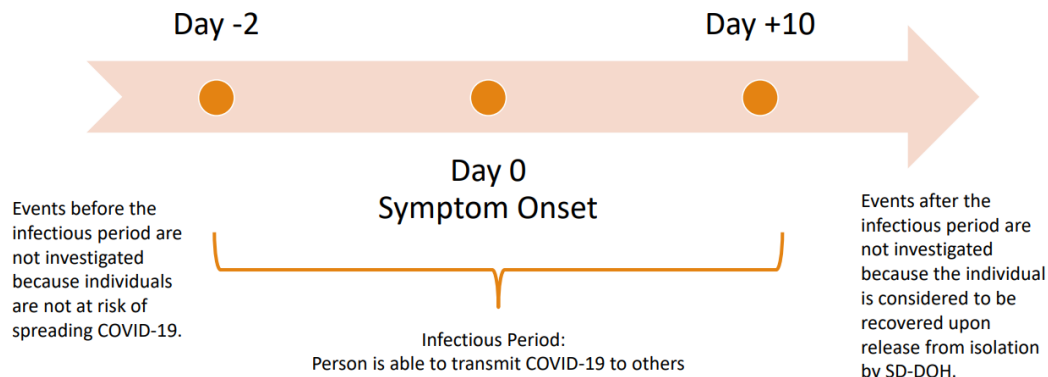 Day -2
Day +10
Day 0
Symptom Onset
Events before the
infectious period are
not investigated
because individuals
are not at risk of
spreading COVID-19.
Events after the
infectious period are
not investigated
because the individual
is considered to be
recovered upon
release from isolation
by SD-DOH.
Infectious Period:
Person is able to transmit COVID-19 to others